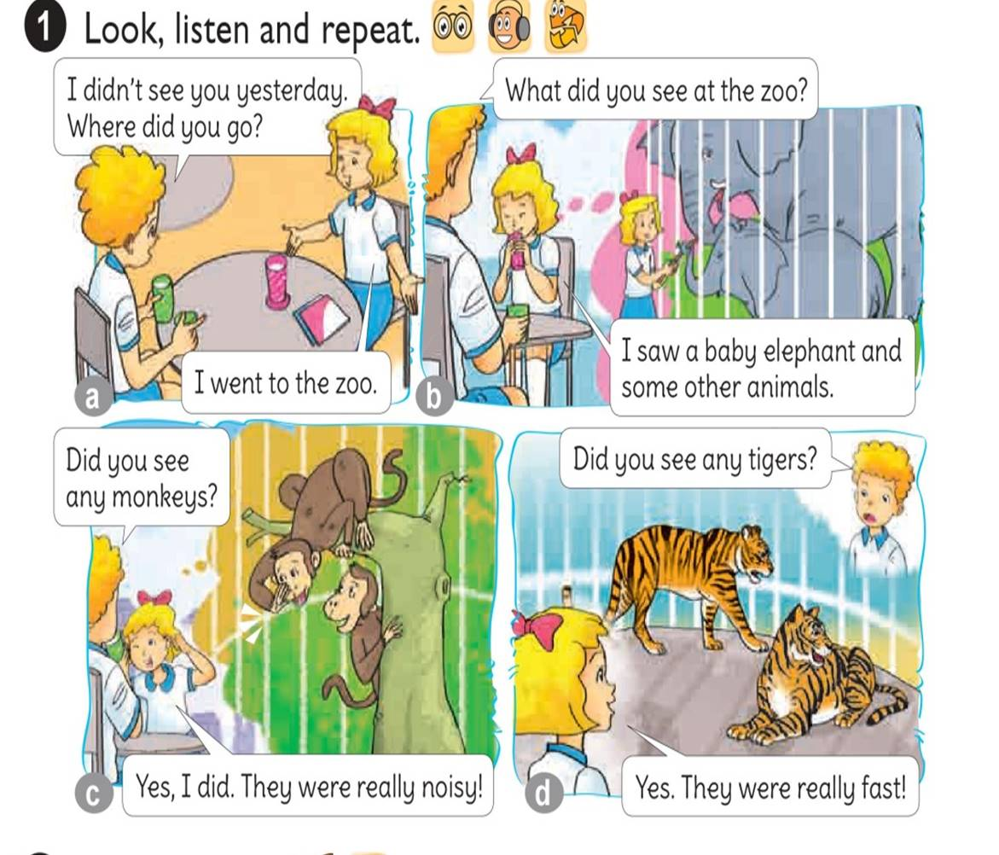 1 Look, listen and repeat.
I didn't see you yesterday.
Where did you go?
I went to the zoo.
a
What did you see at the zoo?
I saw a baby elephant and
some other animals.
b
Did you see
any monkeys?
Yes, I did. They were really noisy!
c
Did you see any tigers?
Yes. They were really fast!
d